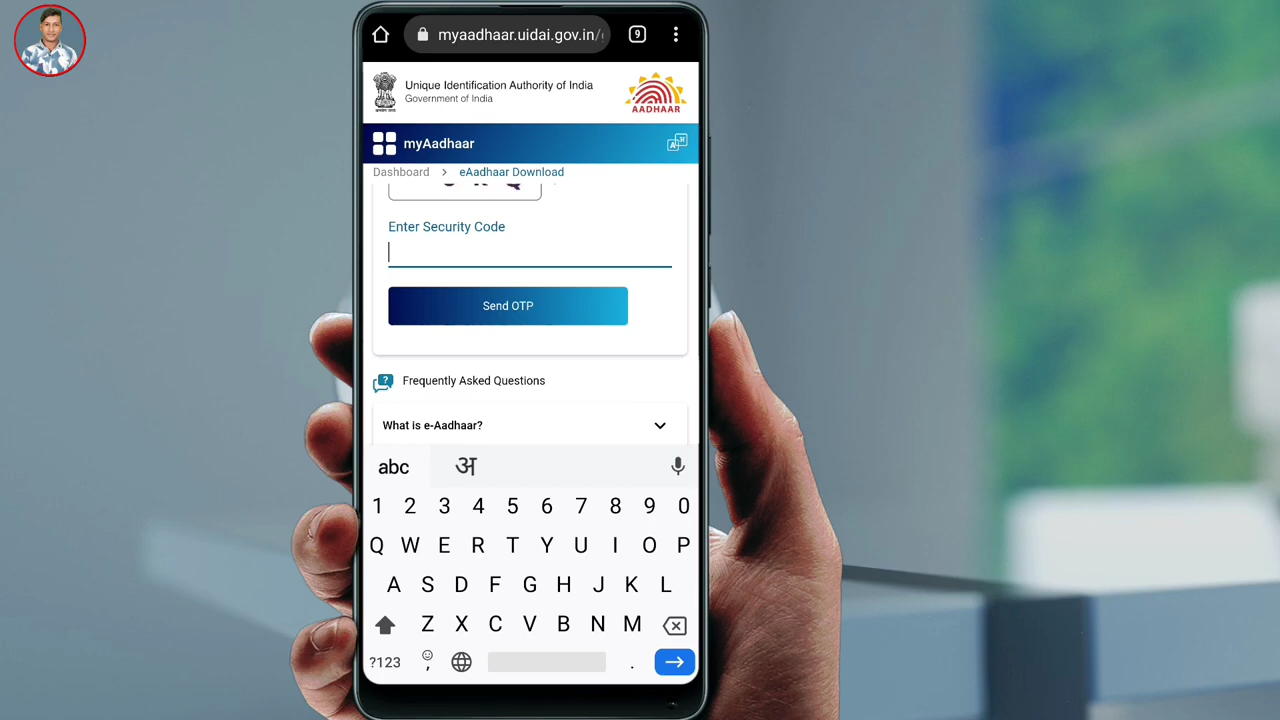 myaadhaar.uidai.gov.in/
9
Unique Identification Authority of India
Government of India
AADHAAR
myAadhaar
Dashboard > eAadhaar Download
Enter Security Code
Send OTP
? Frequently Asked Questions
What is e-Aadhaar?
abc अ
1 2 3 4 5 6 7 8 9 0
Q W E R T Y U I O P
A S D F G H J K L
Z X C V B N M
?123 , .